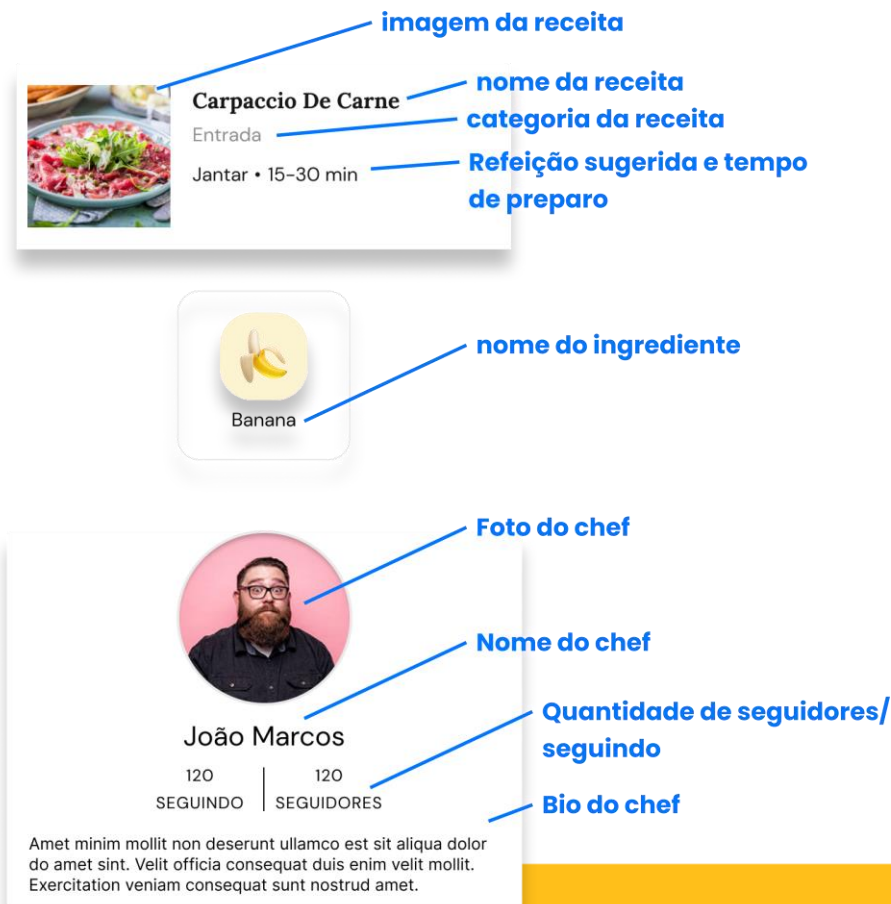 imagem da receita
nome da receita
Carpaccio De Carne
categoria da receita
Entrada
Refeição sugerida e tempo
de preparo
Jantar • 15-30 min
nome do ingrediente
Banana
Foto do chef
Nome do chef
João Marcos
Quantidade de seguidores/
seguindo
120 120
SEGUINDO SEGUIDORES
Bio do chef
Amet minim mollit non deserunt ullamco est sit aliqua dolor
do amet sint. Velit officia consequat duis enim velit mollit.
Exercitation veniam consequat sunt nostrud amet.